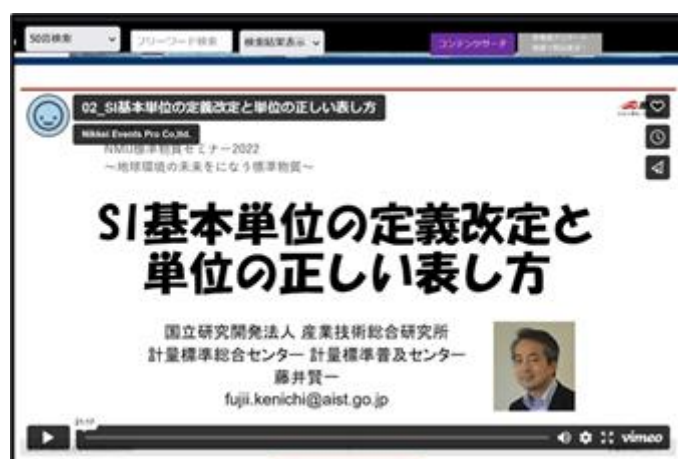 50音検索
フリーワード検索
検索結果表示
コンテンツサーチ
02_SI基本単位の定義改定と単位の正しい表し方
Nikkei Events Pro Co,ltd.
NMIJ標準物質セミナー2022
～地球環境の未来をになう標準物質～
SI基本単位の定義改定と
単位の正しい表し方
国立研究開発法人 産業技術総合研究所
計量標準総合センター 計量標準普及センター
藤井賢一
fujii.kenichi@aist.go.jp
vimeo